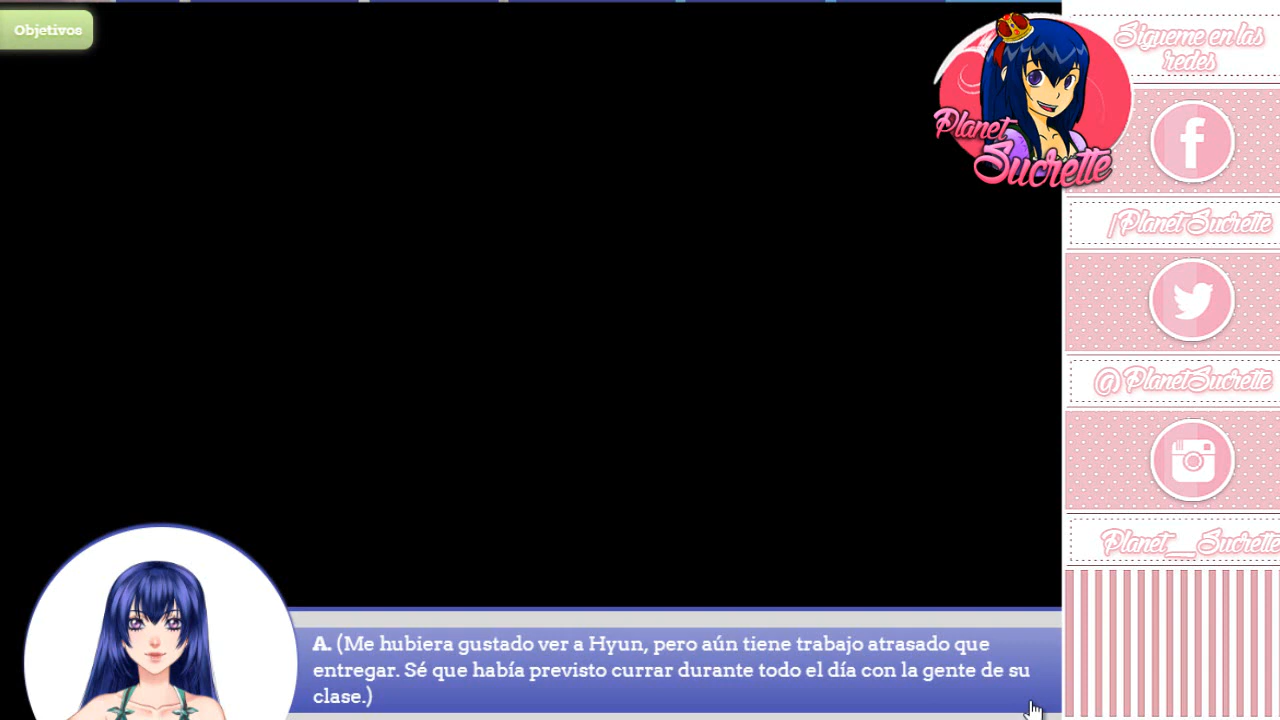 Objetivos
Planet
Sucrette
Sigueme en las
redes
/PlanetSucrette
@PlanetSucrette
Planet__Sucrette
A. (Me hubiera gustado ver a Hyun, pero aún tiene trabajo atrasado que
entregar. Sé que había previsto currar durante todo el día con la gente de su
clase.)